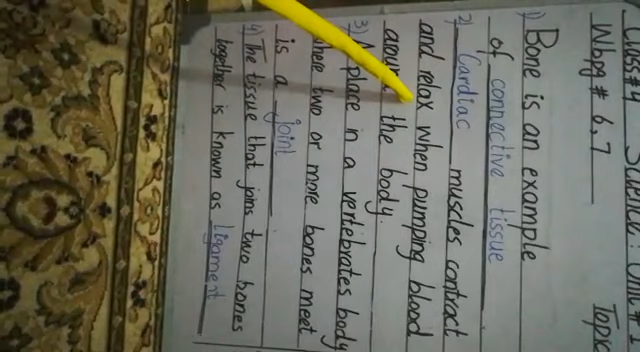 Class # 4 Science. Unit # 1
Wbpg # 6,7 Topic
1) Bone is an example
of connective tissue.
2) Cardiac muscles contract
and relax when pumping blood
the body.
3) place in a vertebrates body
where two or more bones meet
is a joint.
4) The tissue that joins two bones
together is known as ligament